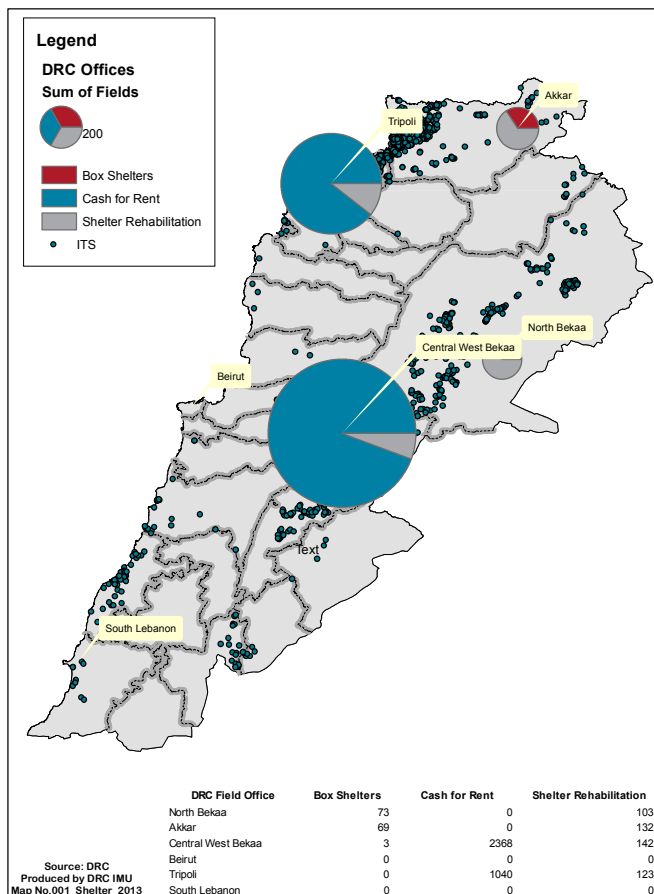 Legend
DRC Offices
Sum of Fields
200
Box Shelters
Cash for Rent
Shelter Rehabilitation
ITS
Akkar
Tripoli
North Bekaa
Central West Bekaa
Beirut
Text
South Lebanon
DRC Field Office Box Shelters Cash for Rent Shelter Rehabilitation
North Bekaa 73 0 103
Akkar 69 0 132
Central West Bekaa 3 2368 142
Beirut 0 0 0
Tripoli 0 1040 123
South Lebanon 0 0 0
Source: DRC
Produced by DRC IMU
Map No.001_Shelter_2013